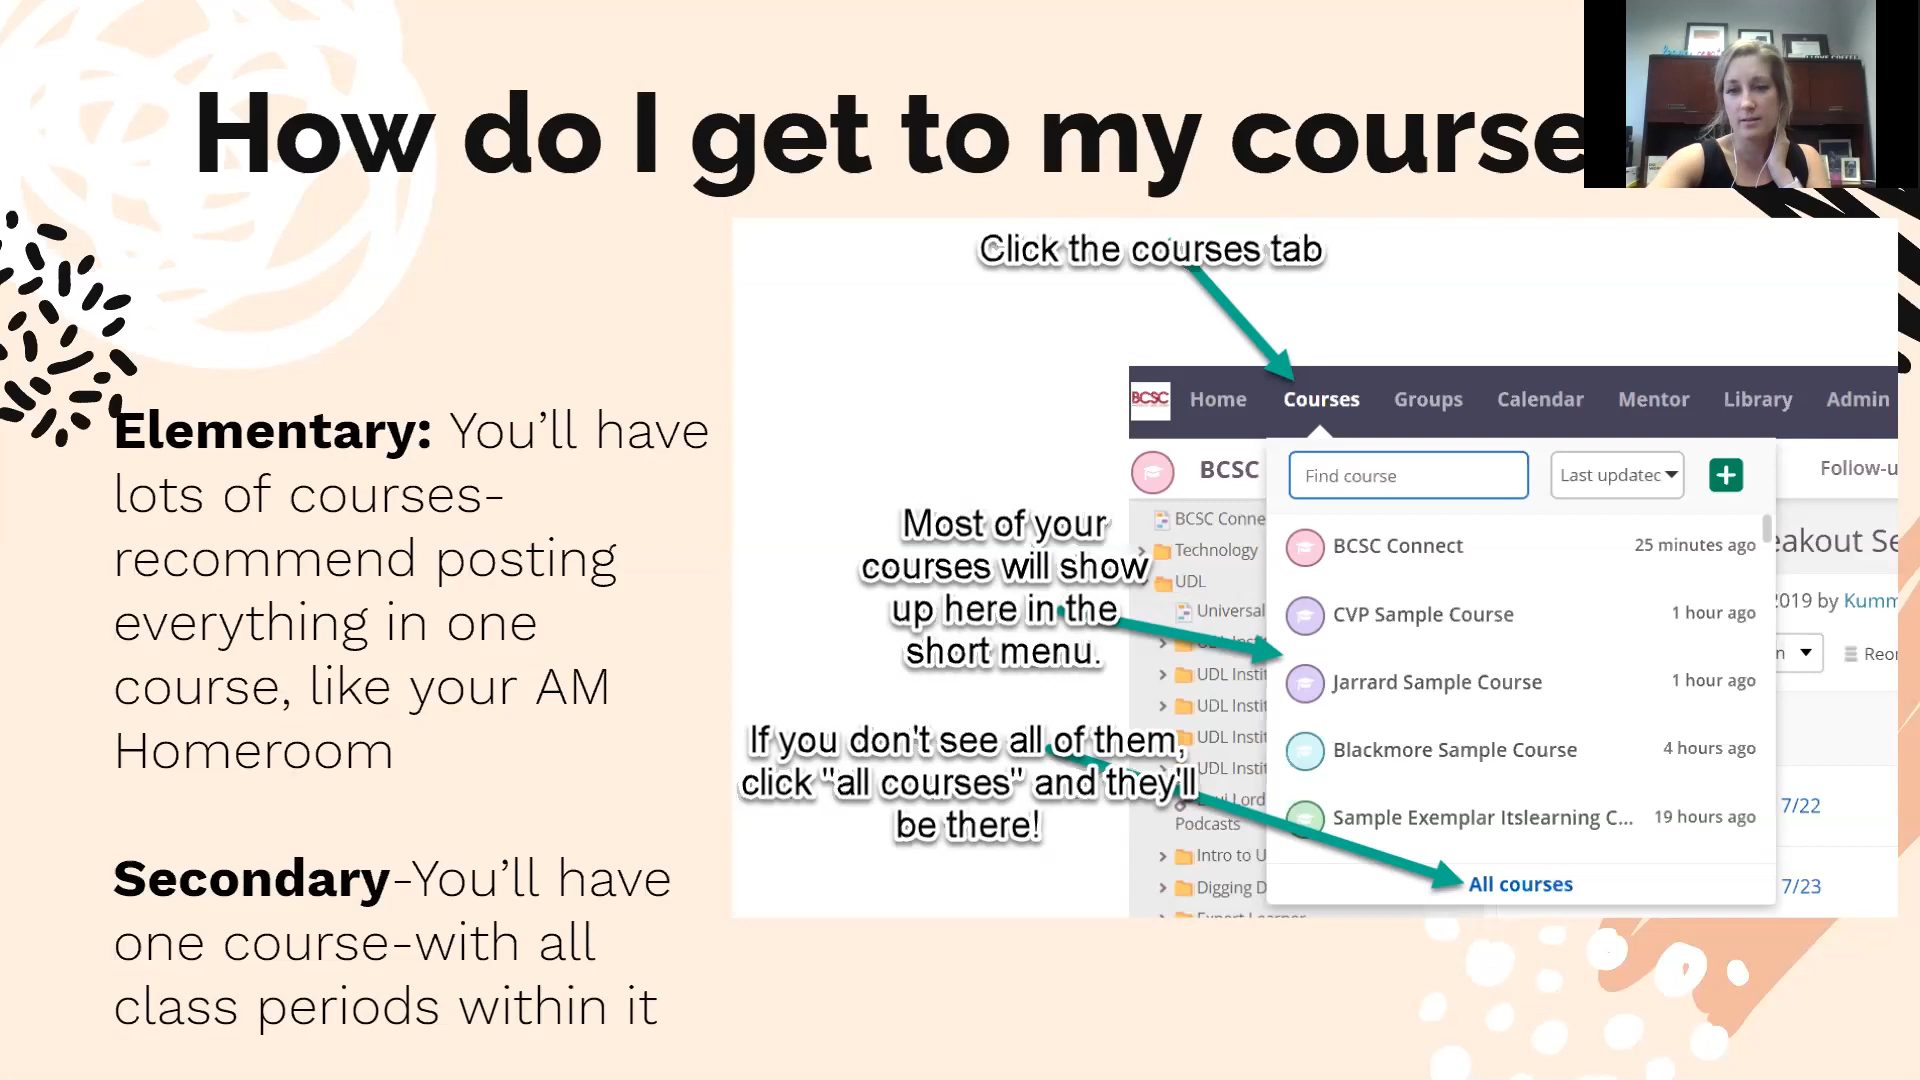 How do I get to my course
Click the courses tab
Elementary: You’ll have
lots of courses-
recommend posting
everything in one
course, like your AM
Homeroom
Secondary-You’ll have
one course-with all
class periods within it
Most of your
courses will show
up here in the
short menu.
If you don't see all of them,
click "all courses" and they'll
be there!
BCSC Home Courses Groups Calendar Mentor Library Admin
BCSC
Find course
Last updated
Follow-u
BCSC Conne
Technology
UDL
Universal
UDL Insti
UDL Insti
UDL Insti
UDL Insti
UDL Insti
Lord
Podcasts
Intro to U
Digging D
Expert Learner
BCSC Connect 25 minutes ago
CVP Sample Course 1 hour ago
Jarrard Sample Course 1 hour ago
Blackmore Sample Course 4 hours ago
Sample Exemplar Itslearning C... 19 hours ago
All courses
eakout Se
2019 by Kumm
n
Reor
7/22
7/23